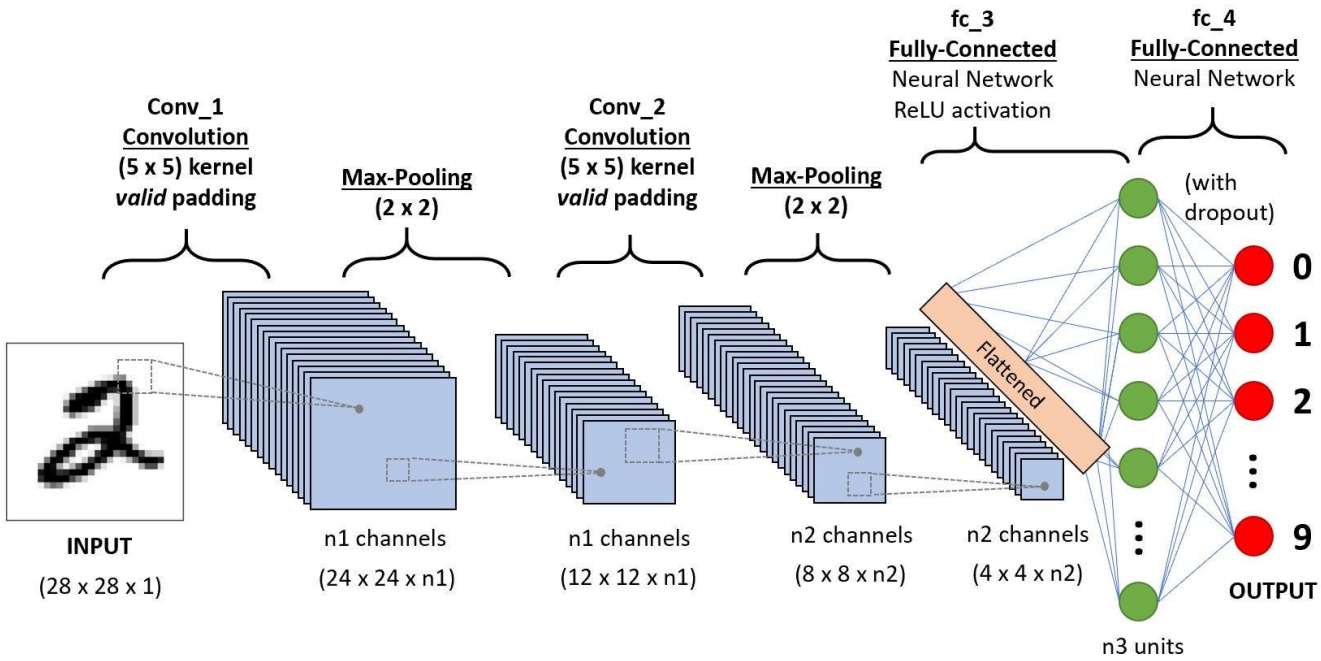 Conv_1
Convolution
(5 x 5) kernel
valid padding
Max-Pooling
(2 x 2)
Conv_2
Convolution
(5 x 5) kernel
valid padding
Max-Pooling
(2 x 2)
fc_3
Fully-Connected
Neural Network
ReLU activation
fc_4
Fully-Connected
Neural Network
(with
dropout)
Flattened
0
1
2
9
OUTPUT
2
INPUT
(28 x 28 x 1)
n1 channels
(24 x 24 x n1)
n1 channels
(12 x 12 x n1)
n2 channels
(8 x 8 x n2)
n2 channels
(4 x 4 x n2)
n3 units